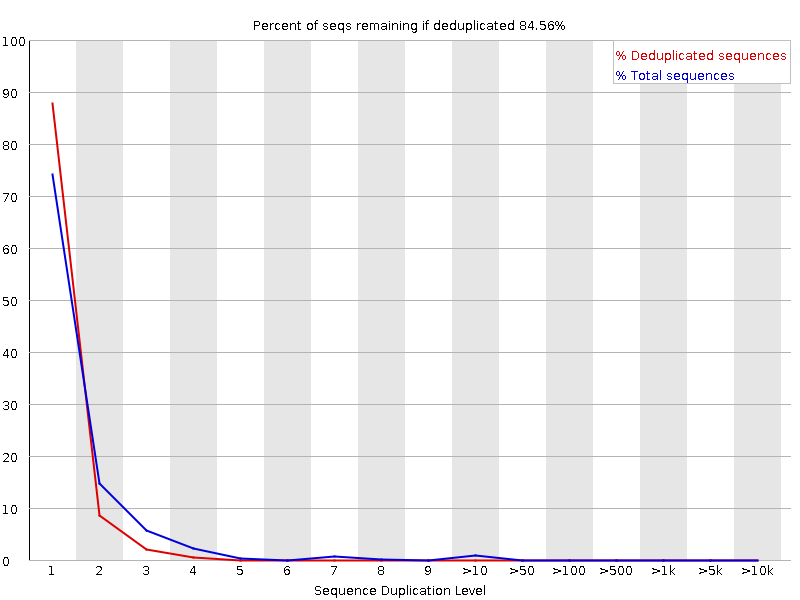 Percent of seqs remaining if deduplicated 84.56%
% Deduplicated sequences
% Total sequences
100
90
80
70
60
50
40
30
20
10
0
1 2 3 4 5 6 7 8 9 >10 >50 >100 >500 >1k >5k >10k
Sequence Duplication Level